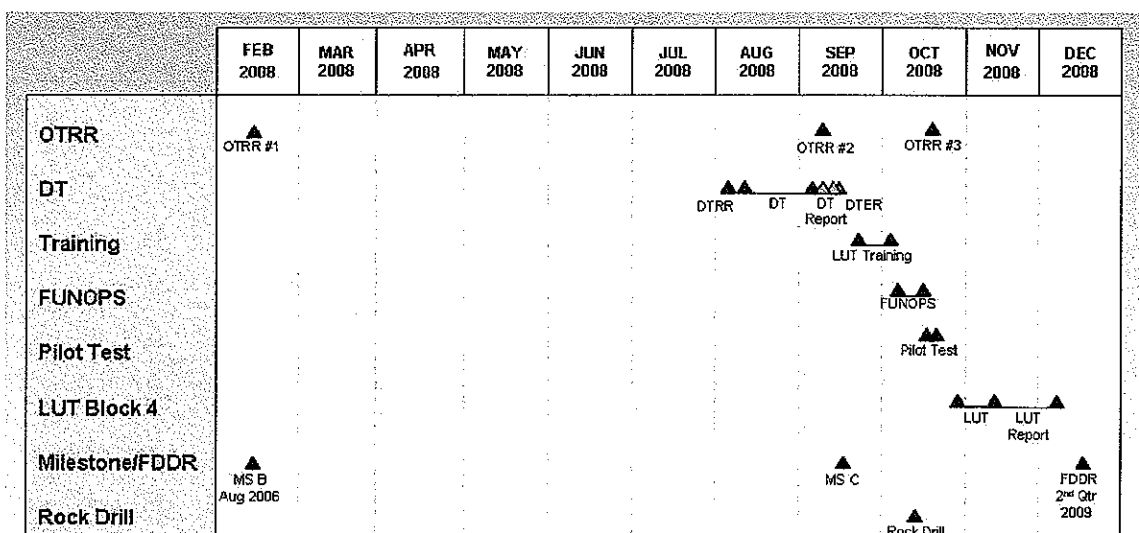 FEB MAR APR MAY JUN JUL AUG SEP OCT NOV DEC
2008 2008 2008 2008 2008 2008 2008 2008 2008 2008 2008
OTRR
OTRR #1 OTRR #2 OTRR #3
DT
DTRR DT DT DTER
Report
Training
LUT Training
FUNOPS
FUNOPS
Pilot Test
Pilot Test
LUT Block 4
LUT LUT
Report
Milestone/FDDR
MS B MS C FDDR
Aug 2006 2nd Qtr
2009
Rock Drill
Rock Drill